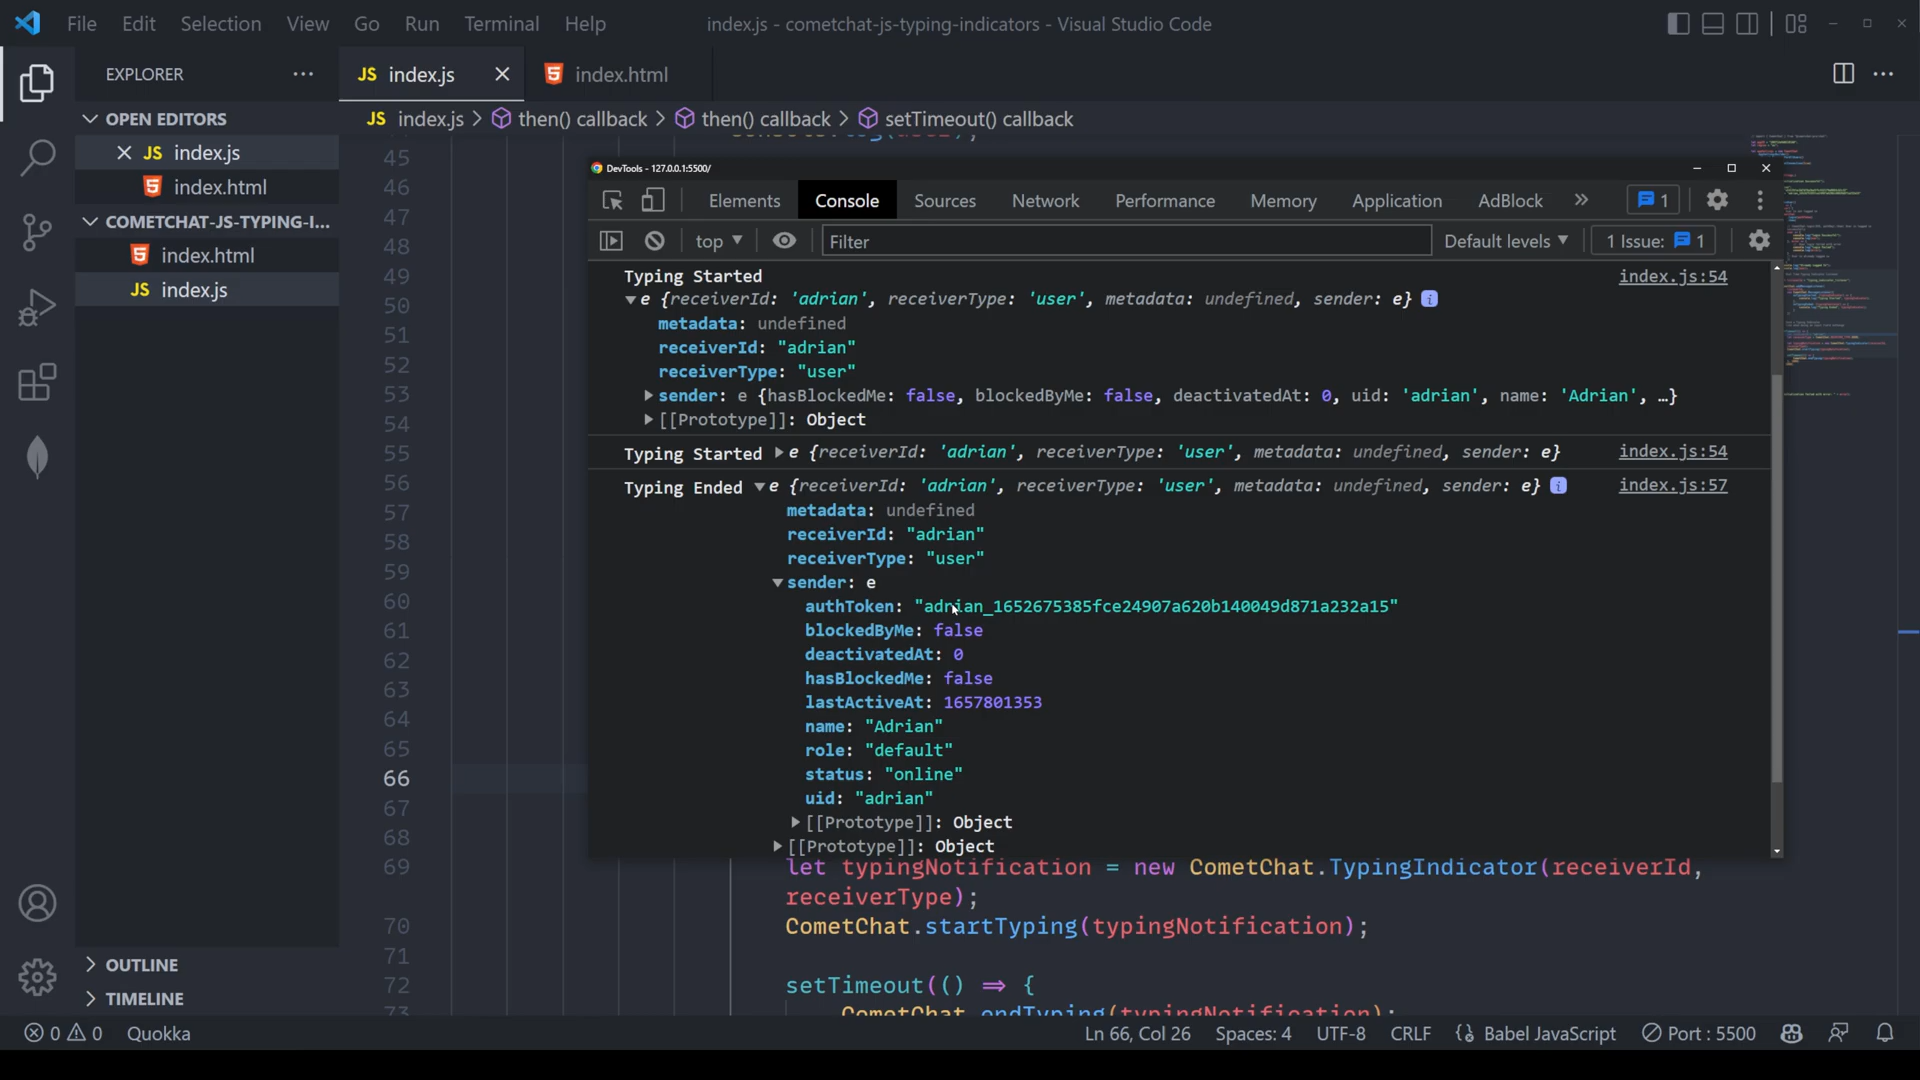 File Edit Selection View Go Run Terminal Help index.js - cometchat-js-typing-indicators - Visual Studio Code
EXPLORER ··· JS index.js index.html ···
OPEN EDITORS
JS index.js > then() callback > then() callback > setTimeout() callback
JS index.js
index.html
COMETCHAT-JS-TYPING-I...
index.html
JS index.js
OUTLINE
TIMELINE
45
46
47
48
49
50
51
52
53
54
55
56
57
58
59
60
61
62
63
64
65
66
67
68
69
70
71
72
73
DevTools - 127.0.0.1:5500/
Elements Console Sources Network Performance Memory Application AdBlock » 1
top Filter Default levels 1 Issue: 1
Typing Started index.js:54
e {receiverId: 'adrian', receiverType: 'user', metadata: undefined, sender: e} i
metadata: undefined
receiverId: "adrian"
receiverType: "user"
sender: e {hasBlockedMe: false, blockedByMe: false, deactivatedAt: 0, uid: 'adrian', name: 'Adrian', …}
[[Prototype]]: Object
Typing Started e {receiverId: 'adrian', receiverType: 'user', metadata: undefined, sender: e} index.js:54
Typing Ended e {receiverId: 'adrian', receiverType: 'user', metadata: undefined, sender: e} i index.js:57
metadata: undefined
receiverId: "adrian"
receiverType: "user"
sender: e
authToken: "adrian_1652675385fce24907a620b140049d871a232a15"
blockedByMe: false
deactivatedAt: 0
hasBlockedMe: false
lastActiveAt: 1657801353
name: "Adrian"
role: "default"
status: "online"
uid: "adrian"
[[Prototype]]: Object
[[Prototype]]: Object
let typingNotification = new CometChat.TypingIndicator(receiverId,
receiverType);
CometChat.startTyping(typingNotification);
setTimeout(() => {
CometChat.endTyping(typingNotification);
0 0 Quokka Ln 66, Col 26 Spaces: 4 UTF-8 CRLF Babel JavaScript Port : 5500